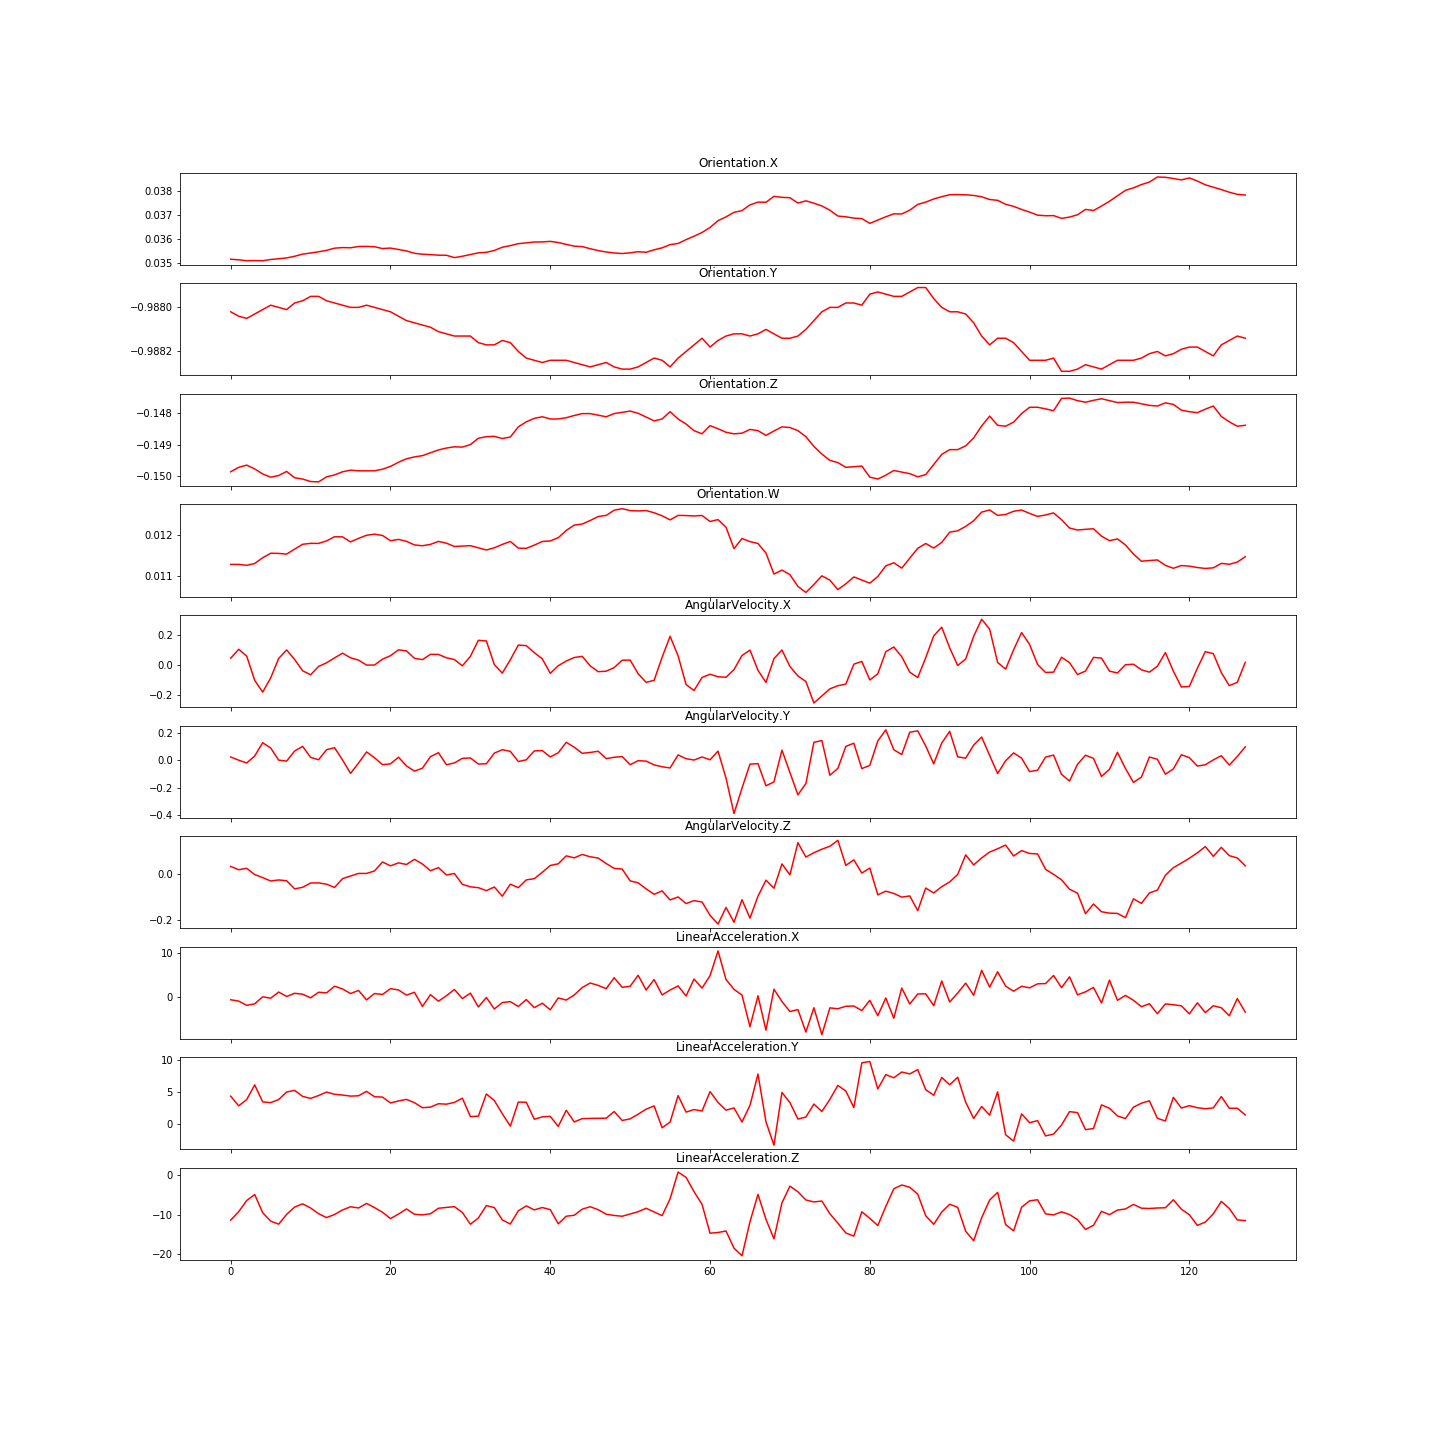 Orientation.X
0.038
0.037
0.036
0.035
Orientation.Y
−0.9880
−0.9882
Orientation.Z
−0.148
−0.149
−0.150
Orientation.W
0.012
0.011
AngularVelocity.X
0.2
0.0
−0.2
AngularVelocity.Y
0.2
0.0
−0.2
−0.4
AngularVelocity.Z
0.0
−0.2
LinearAcceleration.X
10
0
LinearAcceleration.Y
10
5
0
LinearAcceleration.Z
0
−10
−20
0 20 40 60 80 100 120